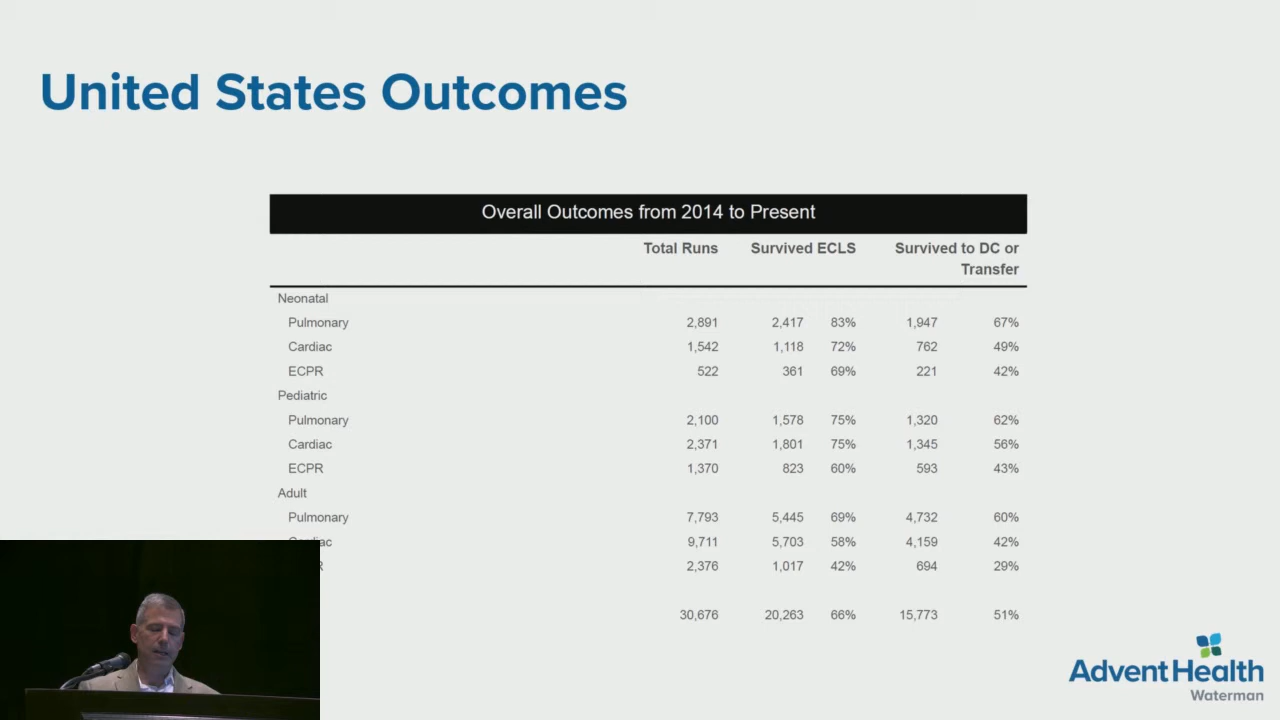 United States Outcomes
Overall Outcomes from 2014 to Present
Total Runs Survived ECLS Survived to DC or
Transfer
Neonatal
Pulmonary 2,891 2,417 83% 1,947 67%
Cardiac 1,542 1,118 72% 762 49%
ECPR 522 361 69% 221 42%
Pediatric
Pulmonary 2,100 1,578 75% 1,320 62%
Cardiac 2,371 1,801 75% 1,345 56%
ECPR 1,370 823 60% 593 43%
Adult
Pulmonary 7,793 5,445 69% 4,732 60%
Cardiac 9,711 5,703 58% 4,159 42%
2,376 1,017 42% 694 29%
30,676 20,263 66% 15,773 51%
AdventHealth
Waterman